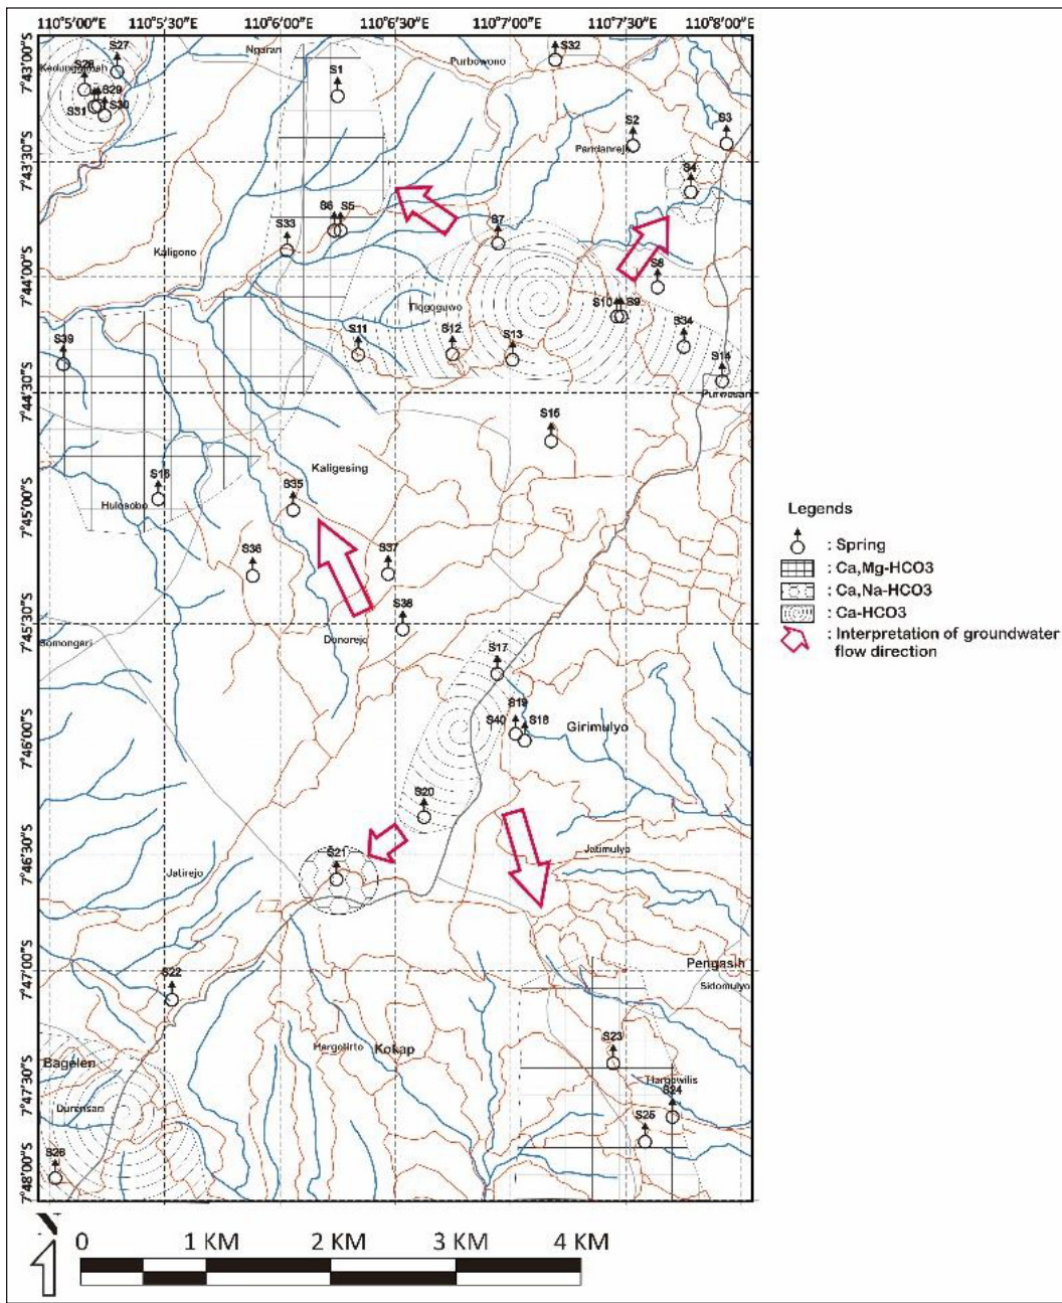 110°5'00"E 110°5'30"E 110°6'00"E 110°6'30"E 110°7'00"E 110°7'30"E 110°8'00"E
7°43'00"S
7°43'30"S
7°44'00"S
7°44'30"S
7°45'00"S
7°45'30"S
7°46'00"S
7°46'30"S
7°47'00"S
7°47'30"S
7°48'00"S
S27
Ngaran
S32
Purbowono
S1
S29
S31
S30
S2
S3
Pandanrejo
S4
S6 S5
S7
S33
Kaligono
S8
S10 S9
S11
S12
S13
S34
S39
S14
Purwosari
S15
Kaligesing
S16
Hulosobo
S35
S36
S37
S38
Donorejo
Somongari
S17
S19
S40 S18
Girimulyo
S20
S21
Jatirejo
Jatimulyo
S22
Pengasih
Sidomulyo
S23
Hargotirto
Kokap
Bagelen
Hargowilis
S24
S25
Durensari
S26
Legends
: Spring
: Ca,Mg-HCO3
: Ca,Na-HCO3
: Ca-HCO3
: Interpretation of groundwater
flow direction
N
0 1 KM 2 KM 3 KM 4 KM